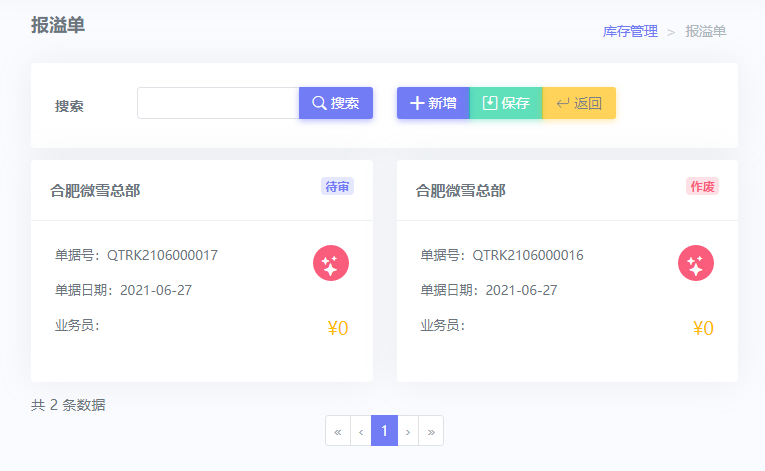 报溢单
库存管理 > 报溢单
搜索 搜索 新增 保存 返回
合肥微雪总部 待审
单据号：QTRK2106000017
单据日期：2021-06-27
业务员：
¥0
合肥微雪总部 作废
单据号：QTRK2106000016
单据日期：2021-06-27
业务员：
¥0
共 2 条数据
« ‹ 1 › »